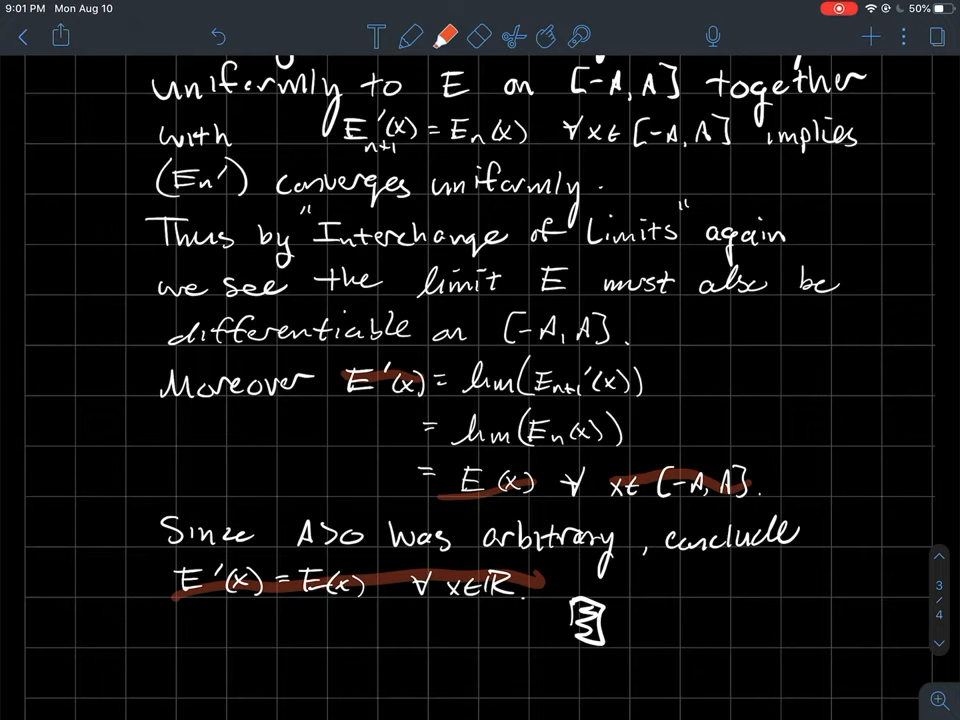 9:01 PM Mon Aug 10 50%
uniformly to E on [-A, A] together
with E'ₙ₊₁(x) = Eₙ(x) ∀x∈[-A, A] implies
(Eₙ') converges uniformly.
Thus by "Interchange of Limits" again
we see the limit E must also be
differentiable on [-A, A].
Moreover E'(x) = lim(Eₙ₊₁'(x))
= lim(Eₙ(x))
= E(x) ∀ x∈ [-A, A].
Since A>0 was arbitrary, conclude
E'(x) = E(x) ∀ x∈ℝ.
3
/
4